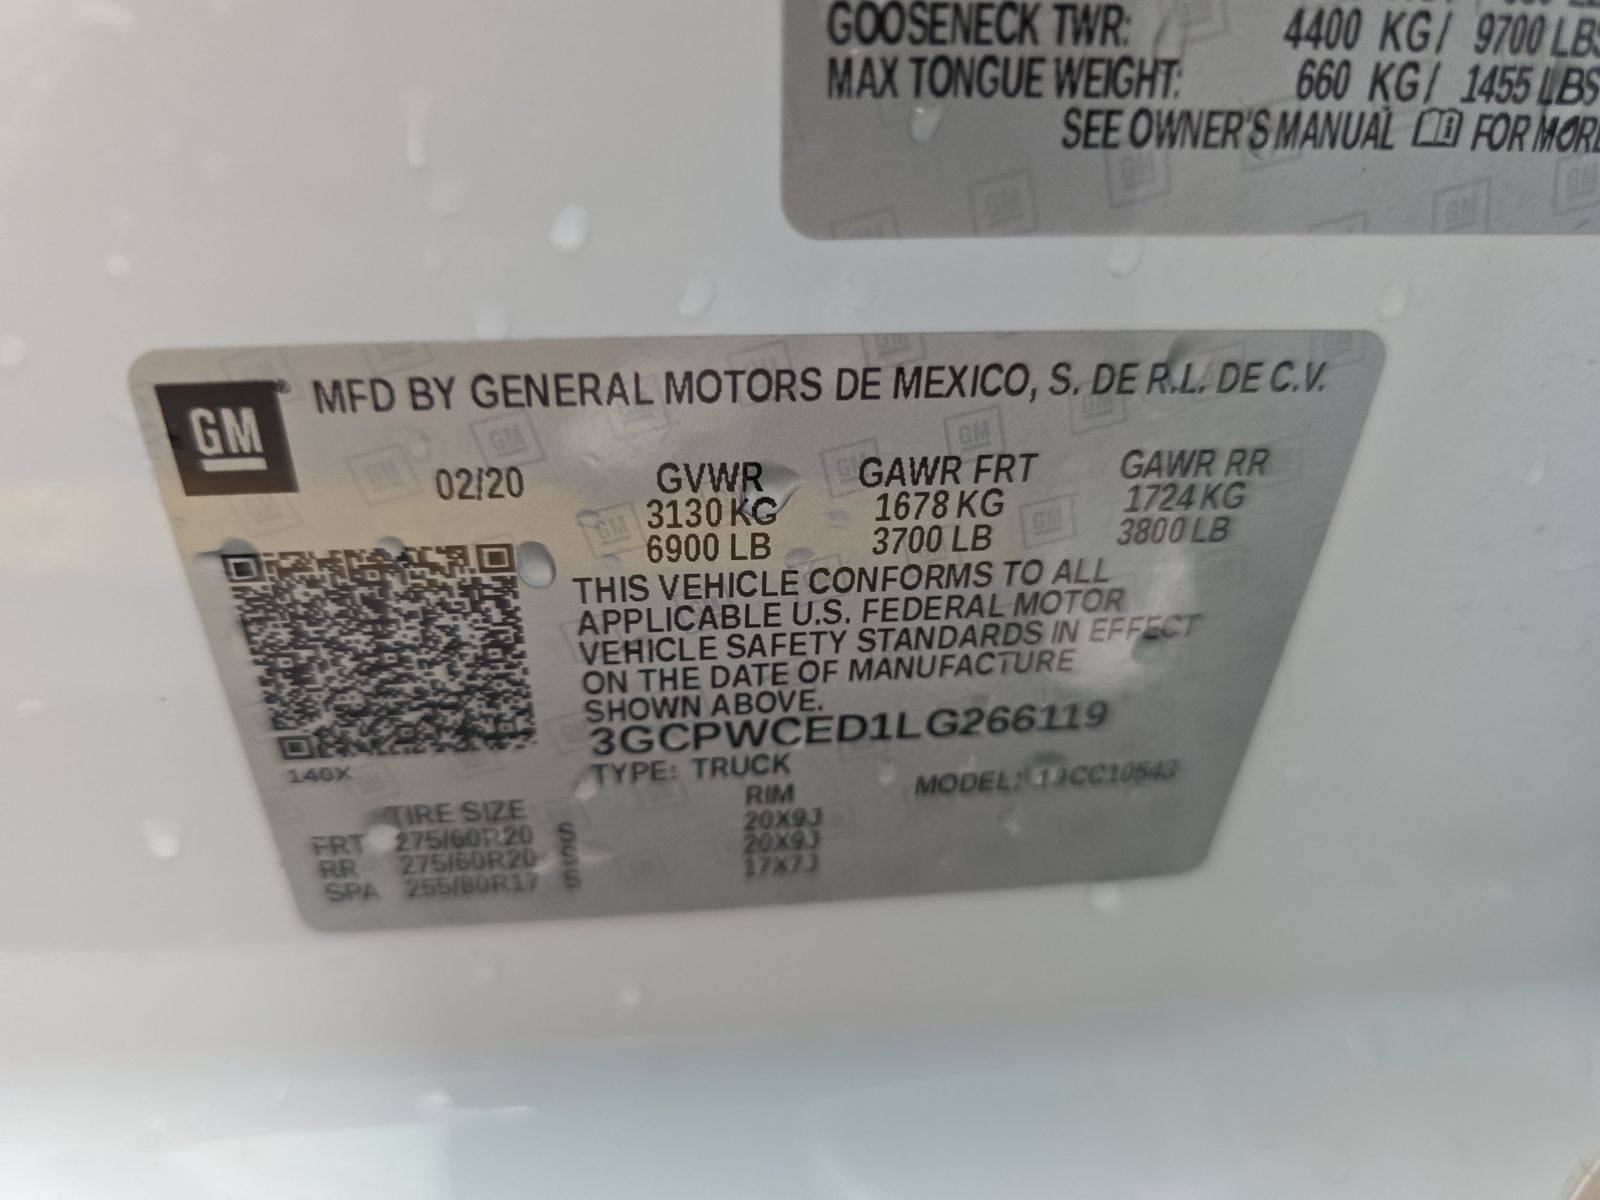 GOOSENECK TWR: 4400 KG/ 9700 LBS
MAX TONGUE WEIGHT: 660 KG/ 1455 LBS
SEE OWNER'S MANUAL FOR MORE
GM MFD BY GENERAL MOTORS DE MEXICO, S. DE R.L. DE C.V.
02/20 GVWR GAWR FRT GAWR RR
3130 KG 1678 KG 1724 KG
6900 LB 3700 LB 3800 LB
THIS VEHICLE CONFORMS TO ALL
APPLICABLE U.S. FEDERAL MOTOR
VEHICLE SAFETY STANDARDS IN EFFECT
ON THE DATE OF MANUFACTURE
SHOWN ABOVE.
3GCPWCED1LG266119
140X TYPE: TRUCK MODEL: 19CC10543
TIRE SIZE RIM
FRT 275/60R20 S 20X9J
RR 275/60R20 S 20X9J
SPA 255/80R17 S 17X7J